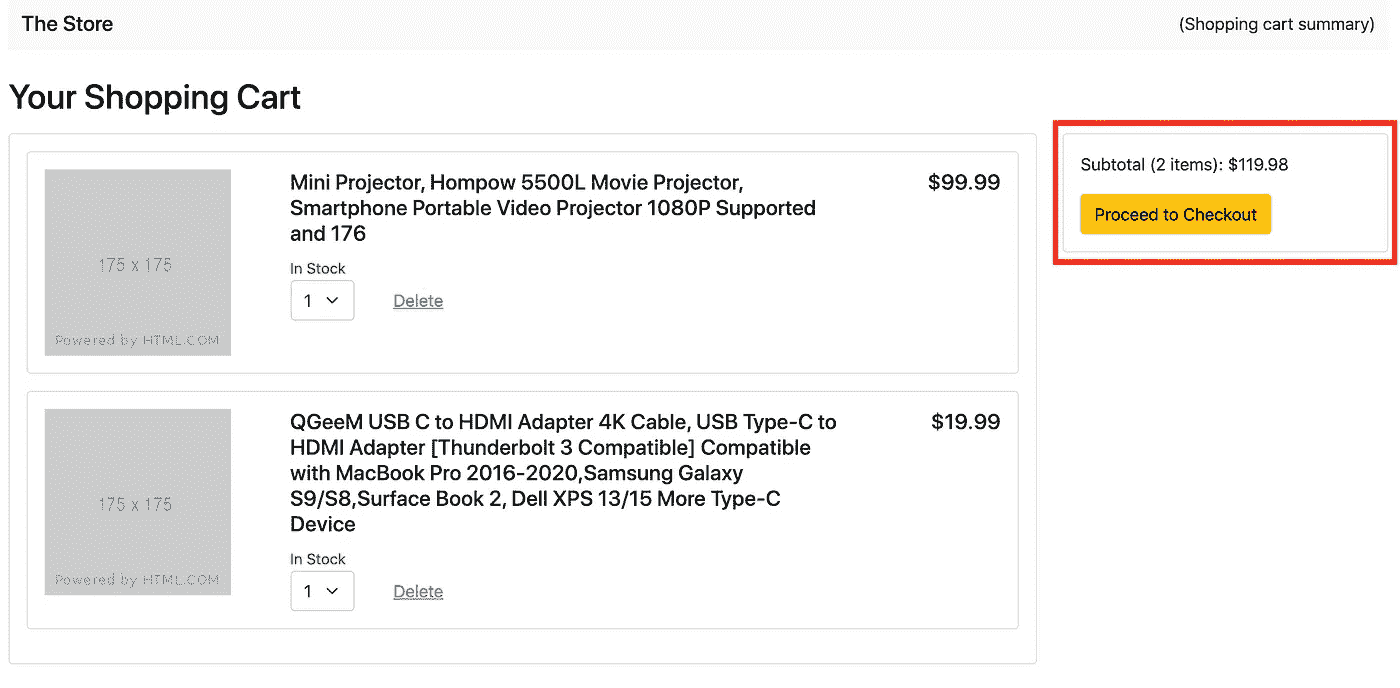 The Store
(Shopping cart summary)
Your Shopping Cart
175 x 175
Powered by HTML.COM
Mini Projector, Hompow 5500L Movie Projector,
Smartphone Portable Video Projector 1080P Supported
and 176
In Stock
1
Delete
$99.99
175 x 175
Powered by HTML.COM
QGeeM USB C to HDMI Adapter 4K Cable, USB Type-C to
HDMI Adapter [Thunderbolt 3 Compatible] Compatible
with MacBook Pro 2016-2020,Samsung Galaxy
S9/S8,Surface Book 2, Dell XPS 13/15 More Type-C
Device
In Stock
1
Delete
$19.99
Subtotal (2 items): $119.98
Proceed to Checkout